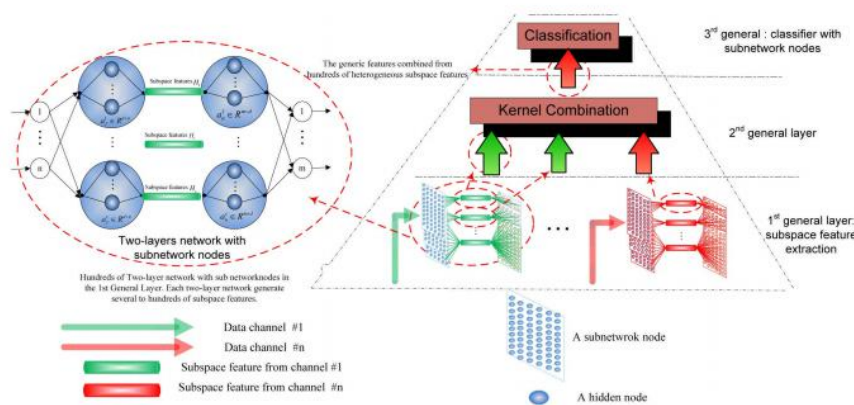 Subspace features
Subspace features
Subspace features
1
⋮
n
1
⋮
m
Two-layers network with
subnetwork nodes
Hundreds of Two-layer network with sub networknodes in
the 1st General Layer. Each two-layer network generate
several to hundreds of subspace features.
The generic features combined from
hundreds of heterogeneous subspace features
Classification
3rd general : classifier with
subnetwork nodes
Kernel Combination
2nd general layer
1st general layer:
subspace feature
extraction
...
Data channel #1
Data channel #n
Subspace feature from channel #1
Subspace feature from channel #n
A subnetwrok node
A hidden node